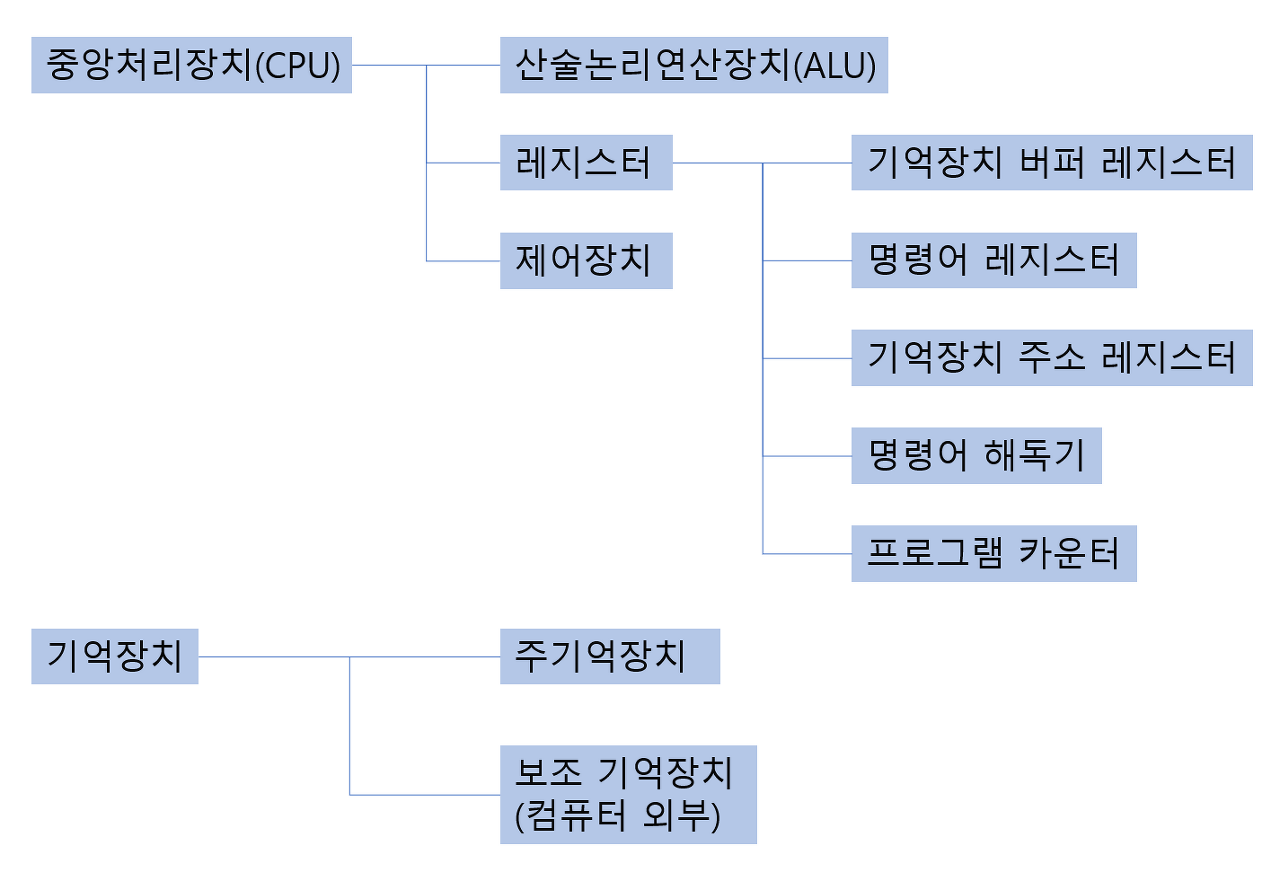 중앙처리장치(CPU)
산술논리연산장치(ALU)
레지스터
기억장치 버퍼 레지스터
제어장치
명령어 레지스터
기억장치 주소 레지스터
명령어 해독기
프로그램 카운터
기억장치
주기억장치
보조 기억장치
(컴퓨터 외부)